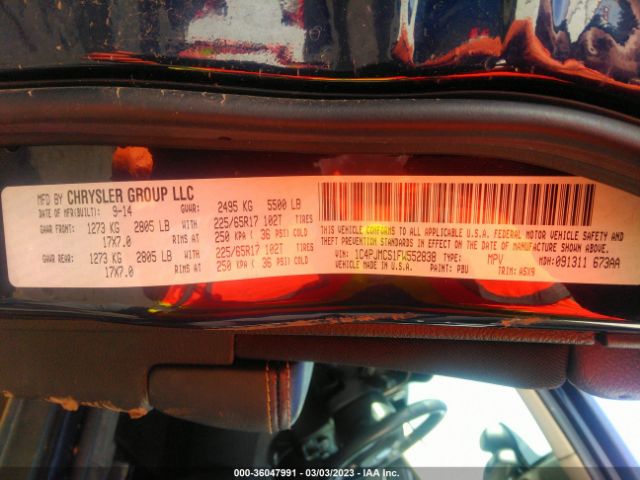 MFD BY CHRYSLER GROUP LLC
DATE OF MFR(BUILT): 9-14 GVWR: 2495 KG 5500 LB
GAWR FRONT: 1273 KG 2805 LB WITH 225/65R17 102T TIRES
17X7.0 RIMS AT 250 KPA ( 36 PSI) COLD
GAWR REAR: 1273 KG 2805 LB WITH 225/65R17 102T TIRES
17X7.0 RIMS AT 250 KPA ( 36 PSI) COLD
THIS VEHICLE CONFORMS TO ALL APPLICABLE U.S.A. FEDERAL MOTOR VEHICLE SAFETY, BUMPER, AND
THEFT PREVENTION STANDARDS IN EFFECT ON THE DATE OF MANUFACTURE SHOWN ABOVE.
VIN: 1C4PJMCS1FW552838 TYPE: MPV MDH: 091311 673AA
MADE IN U.S.A. PAINT: PBU TRIM: A5X9
000-36047991 - 03/03/2023 - IAA Inc.